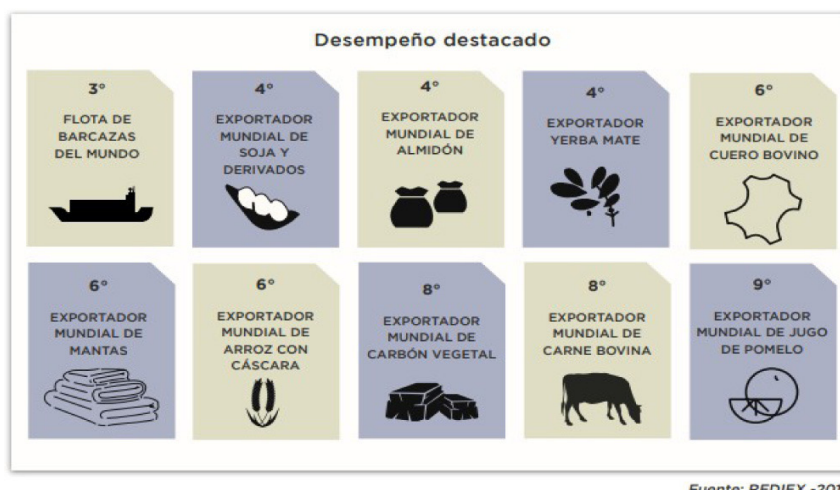 Desempeño destacado
3°
FLOTA DE
BARCAZAS
DEL MUNDO
4°
EXPORTADOR
MUNDIAL DE
SOJA Y
DERIVADOS
4°
EXPORTADOR
MUNDIAL DE
ALMIDÓN
4°
EXPORTADOR
YERBA MATE
6°
EXPORTADOR
MUNDIAL DE
CUERO BOVINO
6°
EXPORTADOR
MUNDIAL DE
MANTAS
6°
EXPORTADOR
MUNDIAL DE
ARROZ CON
CÁSCARA
8°
EXPORTADOR
MUNDIAL DE
CARBÓN VEGETAL
8°
EXPORTADOR
MUNDIAL DE
CARNE BOVINA
9°
EXPORTADOR
MUNDIAL DE JUGO
DE POMELO
Fuente: REDIEX